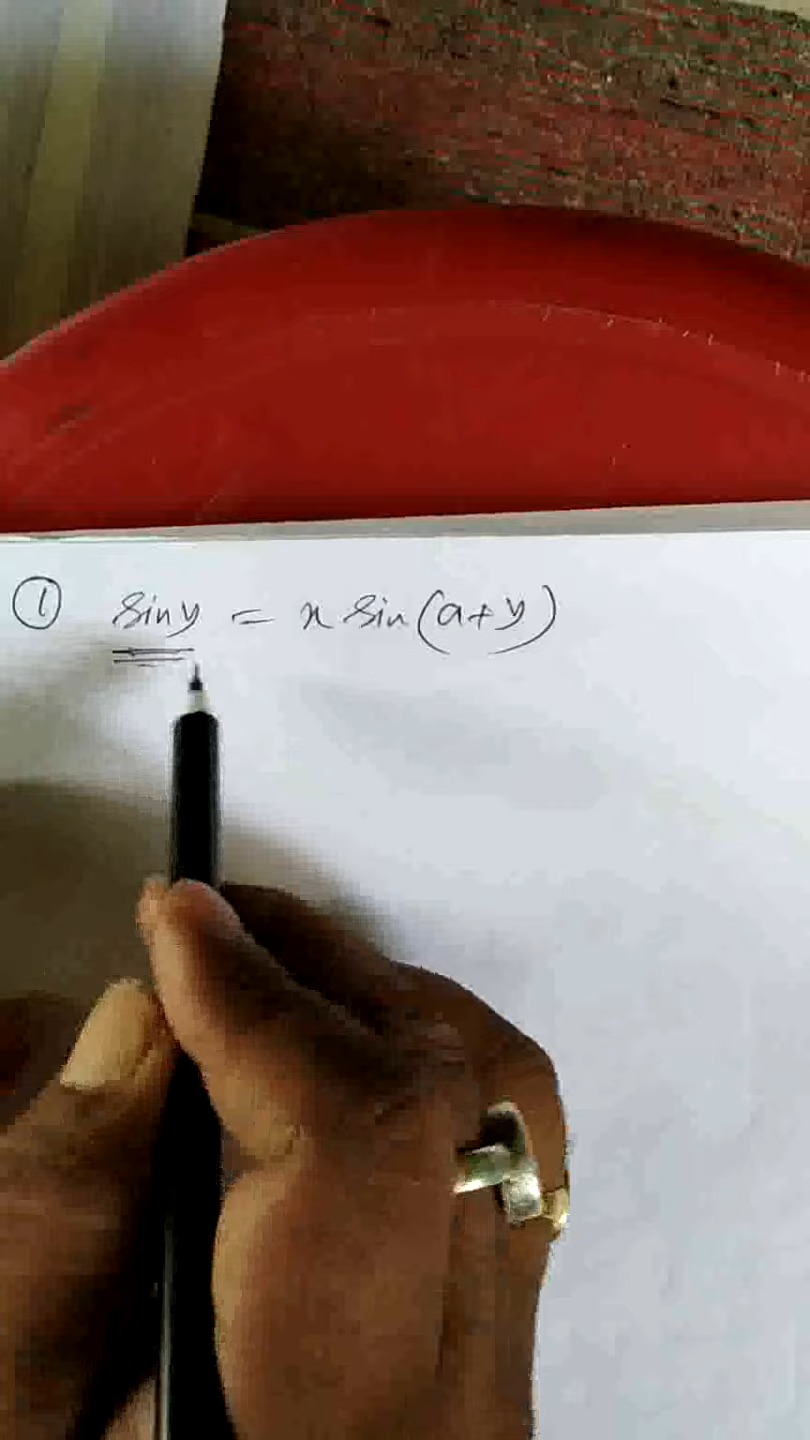 ① sin y = x sin(a+y)